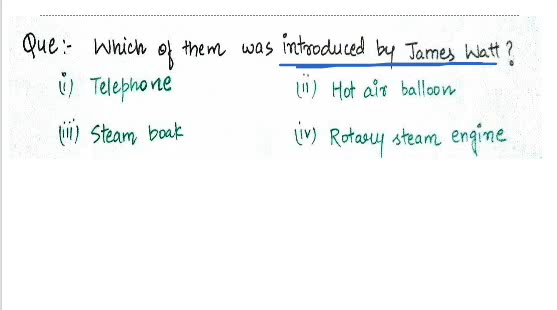 Que:- Which of them was introduced by James Watt?
(i) Telephone (ii) Hot air balloon
(iii) Steam boak (iv) Rotary steam engine